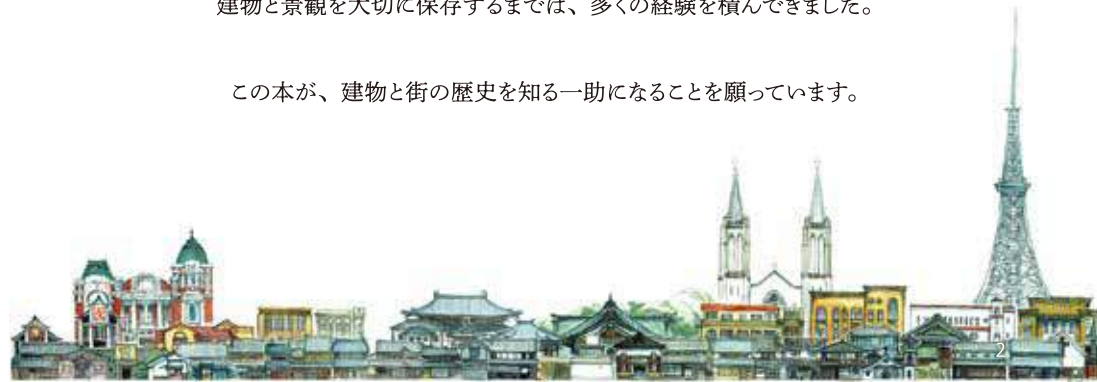 建物と景観を大切に保存するまでは、多くの経験を積んできました。
この本が、建物と街の歴史を知る一助になることを願っています。
2